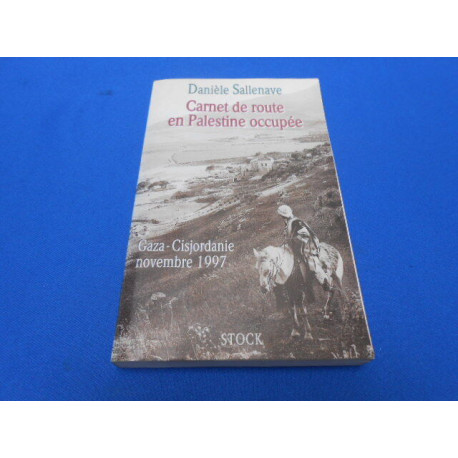 Danièle Sallenave
Carnet de route
en Palestine occupée
Gaza-Cisjordanie
novembre 1997
STOCK